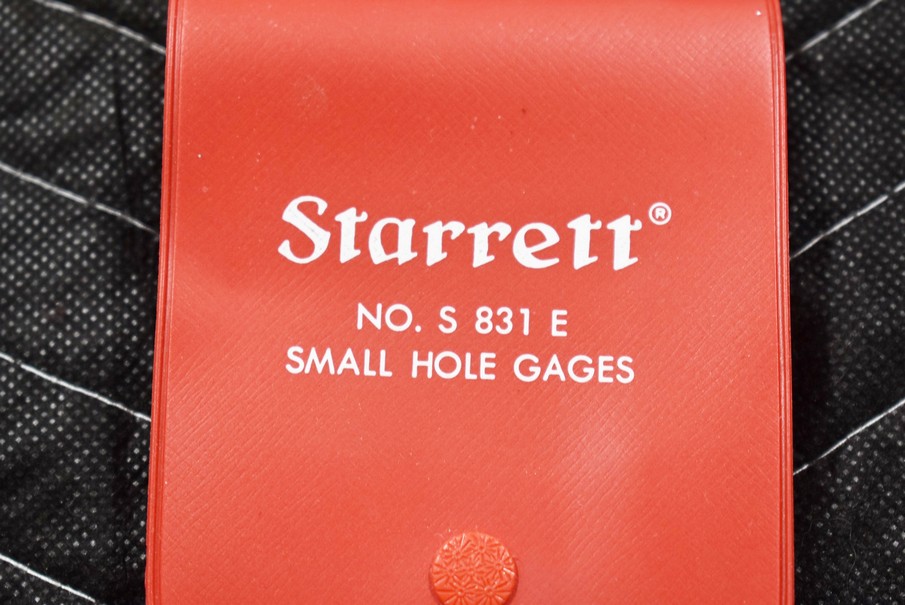 Starrett®
NO. S 831 E
SMALL HOLE GAGES